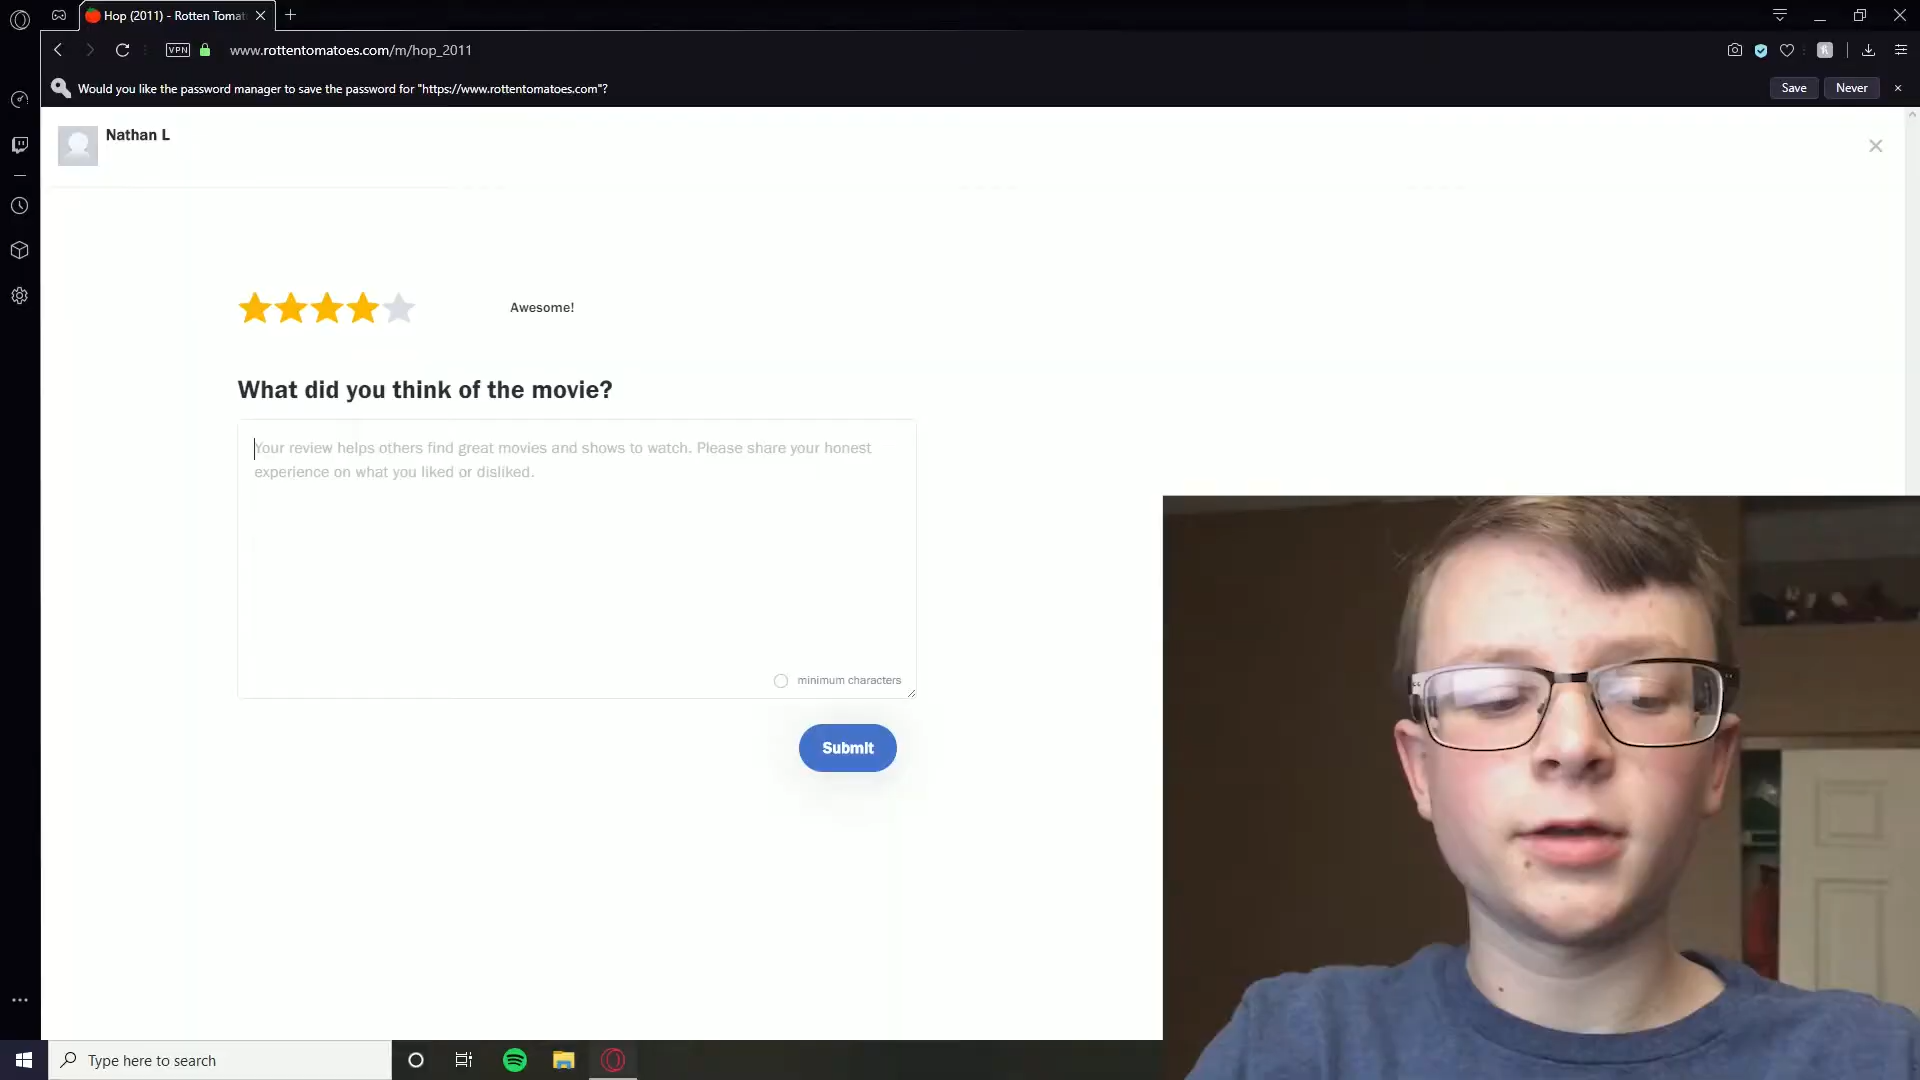 Hop (2011) - Rotten Tomat
VPN
www.rottentomatoes.com/m/hop_2011
Would you like the password manager to save the password for "https://www.rottentomatoes.com"?
Save
Never
Nathan L
Awesome!
What did you think of the movie?
Your review helps others find great movies and shows to watch. Please share your honest
experience on what you liked or disliked.
minimum characters
Submit
Type here to search